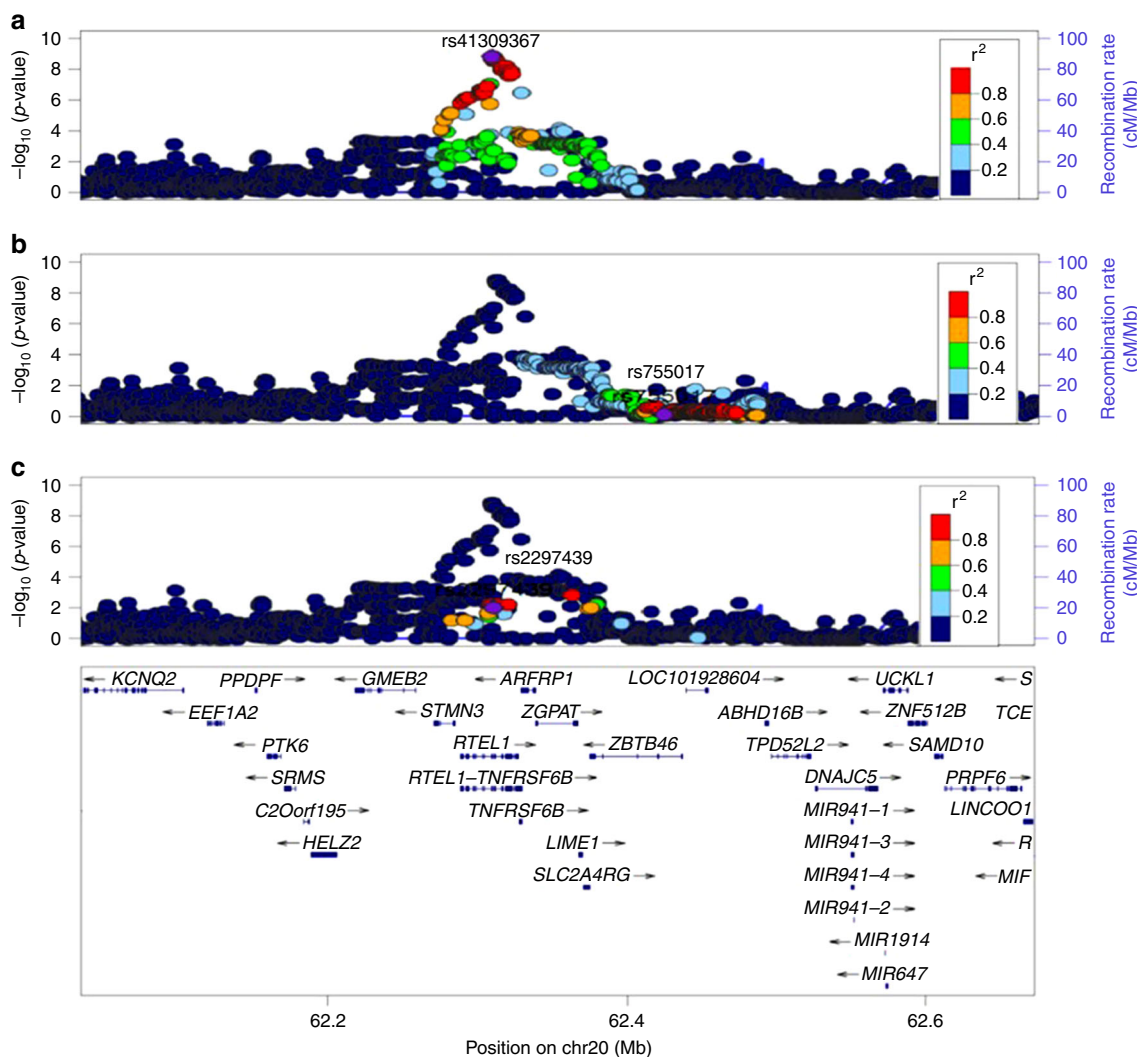 a
rs41309367
10
8
6
4
2
0
–log10 (p-value)
100
80
60
40
20
0
Recombination rate
(cM/Mb)
r2
0.8
0.6
0.4
0.2
b
rs755017
10
8
6
4
2
0
–log10 (p-value)
100
80
60
40
20
0
Recombination rate
(cM/Mb)
r2
0.8
0.6
0.4
0.2
c
rs2297439
10
8
6
4
2
0
–log10 (p-value)
100
80
60
40
20
0
Recombination rate
(cM/Mb)
r2
0.8
0.6
0.4
0.2
KCNQ2 PPDPF GMEB2 ARFRP1 LOC101928604 UCKL1 S
EEF1A2 STMN3 ZGPAT ABHD16B ZNF512B TCE
PTK6 RTEL1 ZBTB46 TPD52L2 SAMD10
SRMS RTEL1–TNFRSF6B DNAJC5 PRPF6
C2Oorf195 TNFRSF6B MIR941–1 LINCOO1
HELZ2 LIME1 MIR941–3 R
SLC2A4RG MIR941–4 MIF
MIR941–2
MIR1914
MIR647
62.2 62.4 62.6
Position on chr20 (Mb)